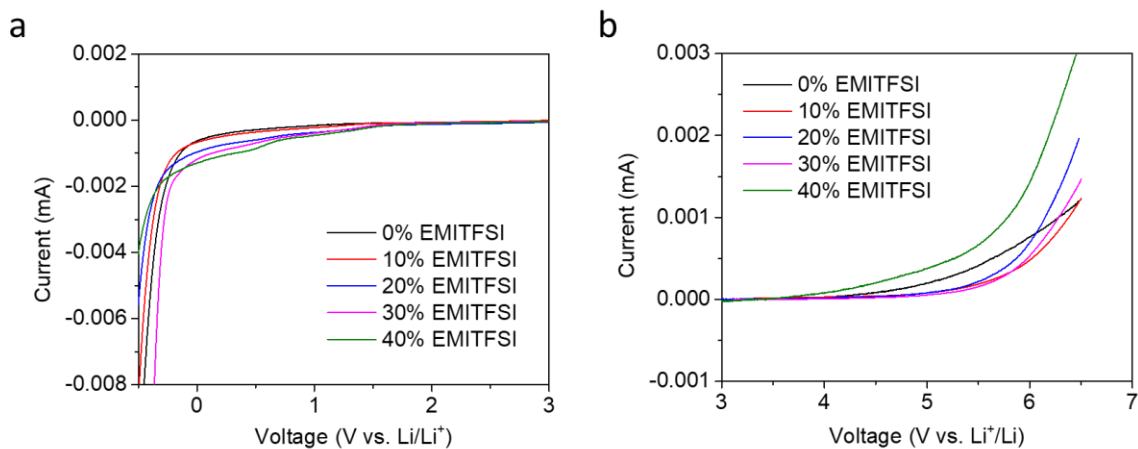 a
0.002
0.000
-0.002
-0.004
-0.006
-0.008
Current (mA)
0% EMITFSI
10% EMITFSI
20% EMITFSI
30% EMITFSI
40% EMITFSI
0 1 2 3
Voltage (V vs. Li/Li⁺)
b
0.003
0.002
0.001
0.000
-0.001
Current (mA)
0% EMITFSI
10% EMITFSI
20% EMITFSI
30% EMITFSI
40% EMITFSI
3 4 5 6 7
Voltage (V vs. Li⁺/Li)